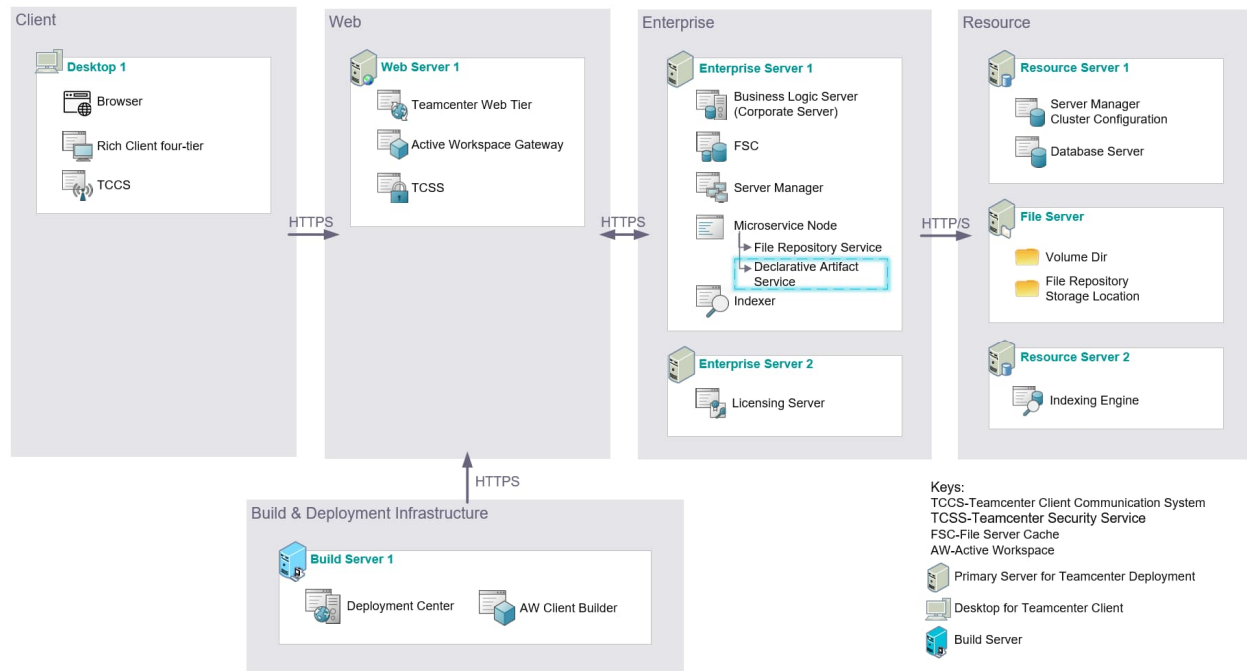 Client
Desktop 1
Browser
Rich Client four-tier
TCCS
HTTPS
Web
Web Server 1
Teamcenter Web Tier
Active Workspace Gateway
TCSS
HTTPS
Enterprise
Enterprise Server 1
Business Logic Server
(Corporate Server)
FSC
Server Manager
Microservice Node
File Repository Service
Declarative Artifact
Service
Indexer
Enterprise Server 2
Licensing Server
HTTP/S
Resource
Resource Server 1
Server Manager
Cluster Configuration
Database Server
File Server
Volume Dir
File Repository
Storage Location
Resource Server 2
Indexing Engine
HTTPS
Build & Deployment Infrastructure
Build Server 1
Deployment Center
AW Client Builder
Keys:
TCCS-Teamcenter Client Communication System
TCSS-Teamcenter Security Service
FSC-File Server Cache
AW-Active Workspace
Primary Server for Teamcenter Deployment
Desktop for Teamcenter Client
Build Server